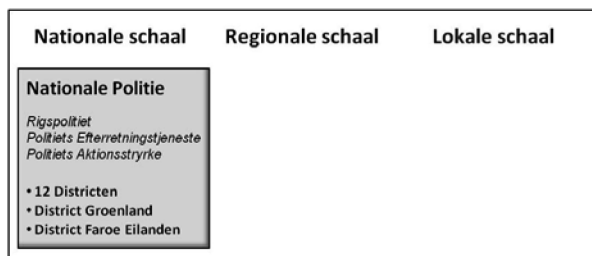 Nationale schaal Regionale schaal Lokale schaal
Nationale Politie
Rigspolitiet
Politiets Efterretningstjeneste
Politiets Aktionsstryrke
• 12 Districten
• District Groenland
• District Faroe Eilanden